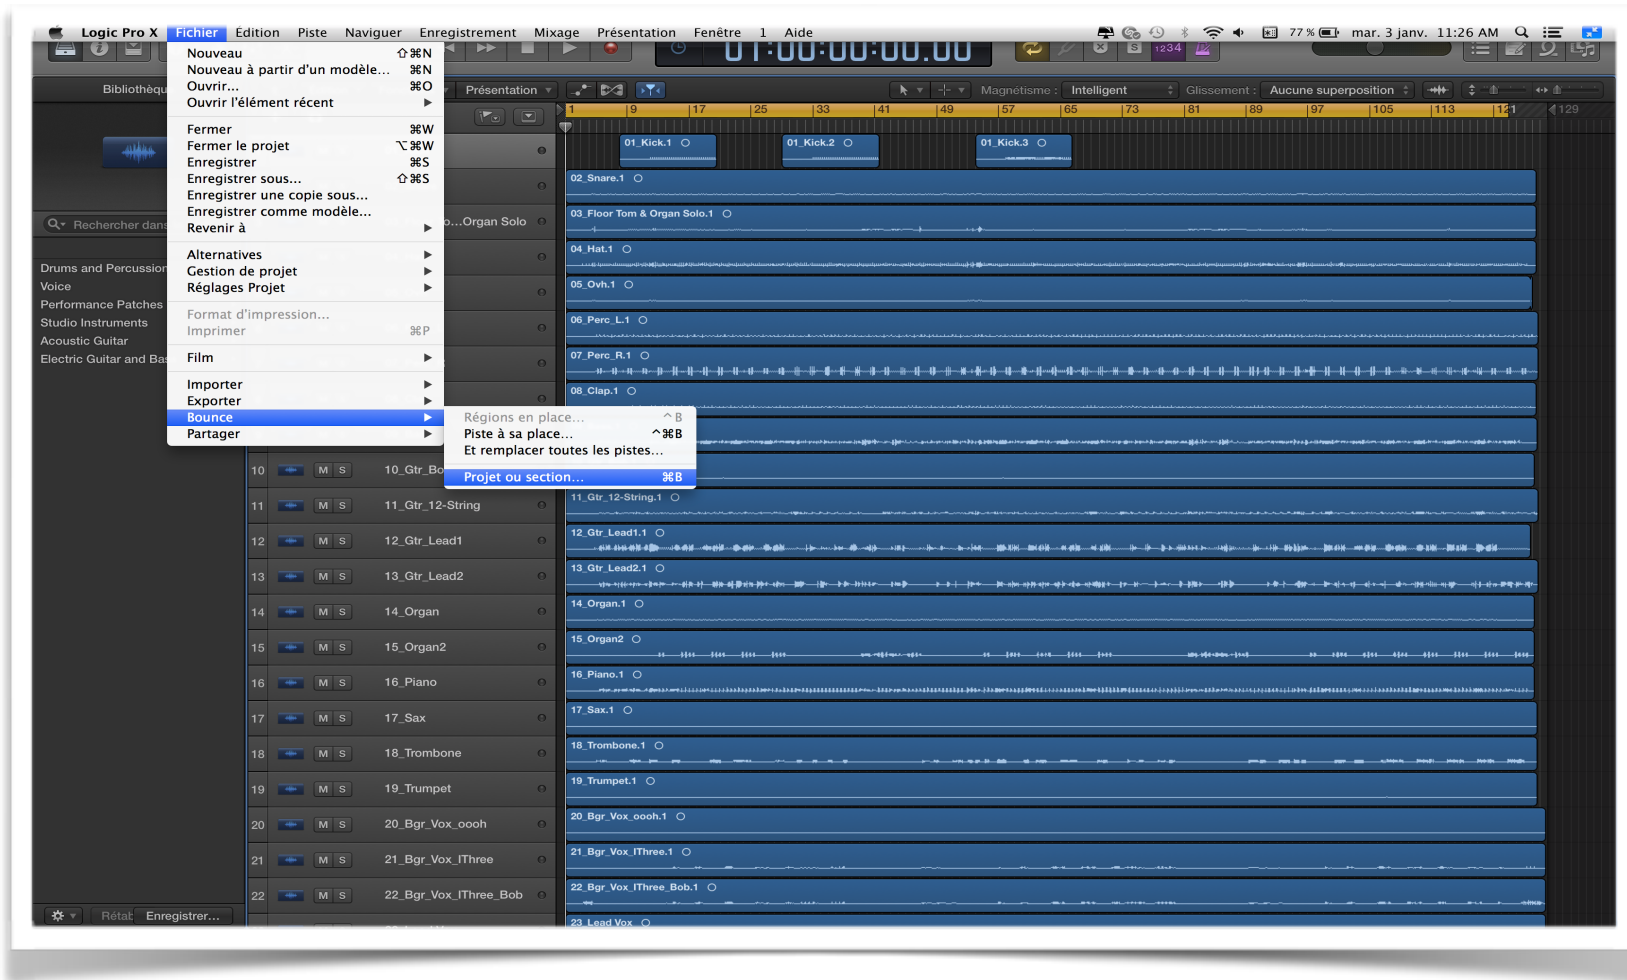 Logic Pro X Fichier Édition Piste Naviguer Enregistrement Mixage Présentation Fenêtre 1 Aide 77 % mar. 3 janv. 11:26 AM
01:00:00:00.00
S 1234
Nouveau ⇧⌘N
Nouveau à partir d'un modèle... ⌘N
Ouvrir... ⌘O
Ouvrir l'élément récent ▶
Fermer ⌘W
Fermer le projet ⌥⌘W
Enregistrer ⌘S
Enregistrer sous... ⇧⌘S
Enregistrer une copie sous...
Enregistrer comme modèle...
Revenir à ▶
Alternatives ▶
Gestion de projet ▶
Réglages Projet ▶
Format d'impression...
Imprimer ⌘P
Film ▶
Importer ▶
Exporter ▶
Bounce ▶
Partager ▶
Régions en place... ^B
Piste à sa place... ^⌘B
Et remplacer toutes les pistes...
Projet ou section... ⌘B
Bibliothèqu
Rechercher dans
Drums and Percussion
Voice
Performance Patches
Studio Instruments
Acoustic Guitar
Electric Guitar and Bas
Rétab Enregistrer...
Présentation
Magnétisme : Intelligent Glissement : Aucune superposition
1 9 17 25 33 41 49 57 65 73 81 89 97 105 113 121 129
01_Kick.1 01_Kick.2 01_Kick.3
02_Snare.1
o...Organ Solo 03_Floor Tom & Organ Solo.1
04_Hat.1
05_Ovh.1
06_Perc_L.1
07_Perc_R.1
08_Clap.1
10 M S 10_Gtr_Bo
11 M S 11_Gtr_12-String 11_Gtr_12-String.1
12 M S 12_Gtr_Lead1 12_Gtr_Lead1.1
13 M S 13_Gtr_Lead2 13_Gtr_Lead2.1
14 M S 14_Organ 14_Organ.1
15 M S 15_Organ2 15_Organ2
16 M S 16_Piano 16_Piano.1
17 M S 17_Sax 17_Sax.1
18 M S 18_Trombone 18_Trombone.1
19 M S 19_Trumpet 19_Trumpet.1
20 M S 20_Bgr_Vox_oooh 20_Bgr_Vox_oooh.1
21 M S 21_Bgr_Vox_IThree 21_Bgr_Vox_IThree.1
22 M S 22_Bgr_Vox_IThree_Bob 22_Bgr_Vox_IThree_Bob.1
23_Lead Vox